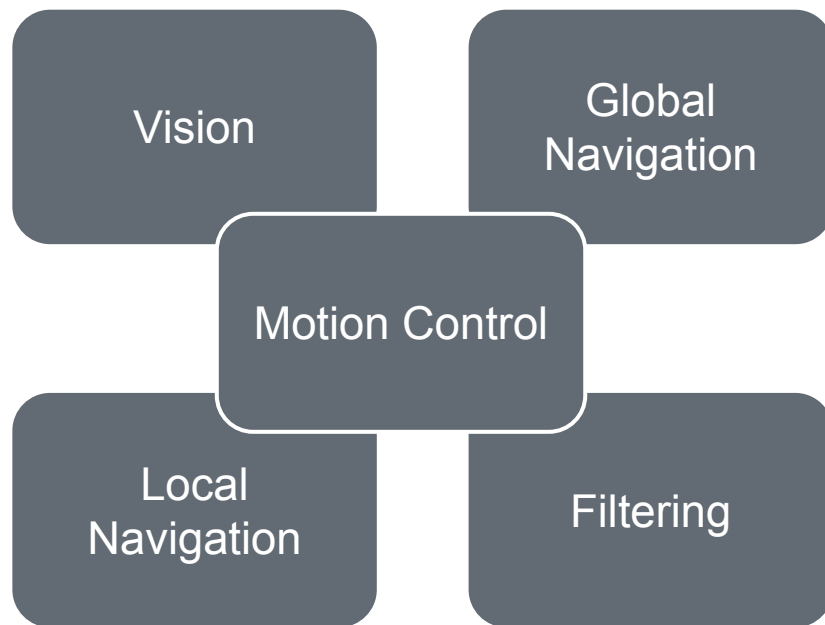 Vision
Global
Navigation
Motion Control
Local
Navigation
Filtering